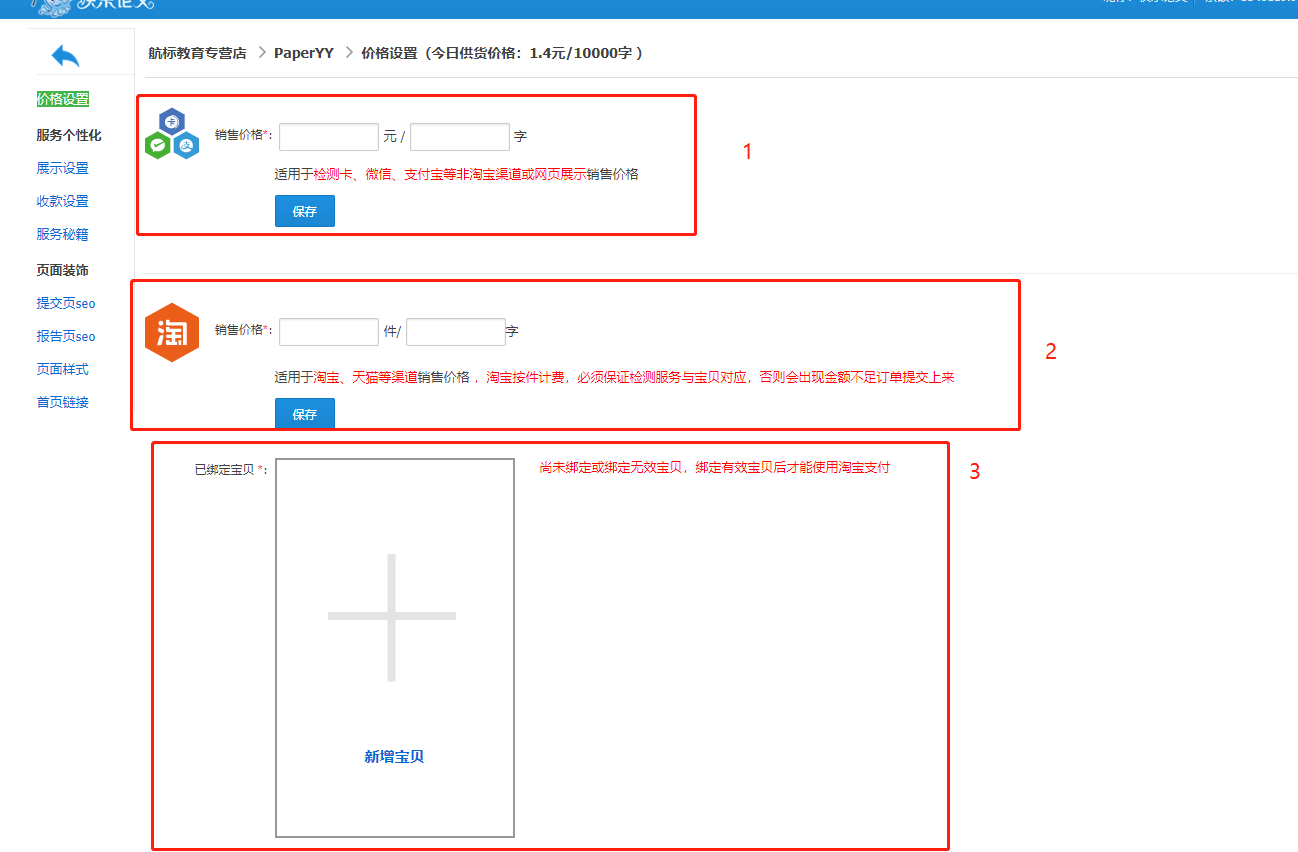 航标教育专营店 > PaperYY > 价格设置（今日供货价格：1.4元/10000字 ）
价格设置
服务个性化
展示设置
收款设置
服务秘籍
页面装饰
提交页seo
报告页seo
页面样式
首页链接
卡
支
销售价格*: 元 / 字
适用于检测卡、微信、支付宝等非淘宝渠道或网页展示销售价格
保存
1
淘
销售价格*: 件/ 字
适用于淘宝、天猫等渠道销售价格 ，淘宝按件计费，必须保证检测服务与宝贝对应，否则会出现金额不足订单提交上来
保存
2
已绑定宝贝 *:
尚未绑定或绑定无效宝贝，绑定有效宝贝后才能使用淘宝支付
3
新增宝贝